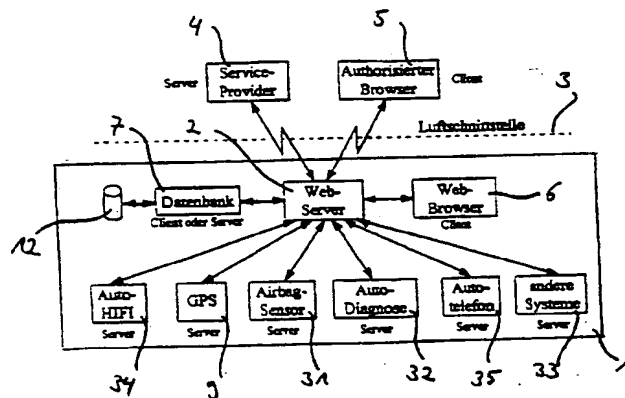 4
5
Server
Service-
Provider
Authorisierter
Browser
Client
3
Luftschnittstelle
7
2
12
Datenbank
Client oder Server
Web-
Server
Web-
Browser
Client
6
Auto-
HIFI
Server
GPS
Server
Airbag-
Sensor
Server
Auto-
Diagnose
Server
Auto-
telefon
Server
andere
Systeme
Server
34
9
31
32
35
33
1